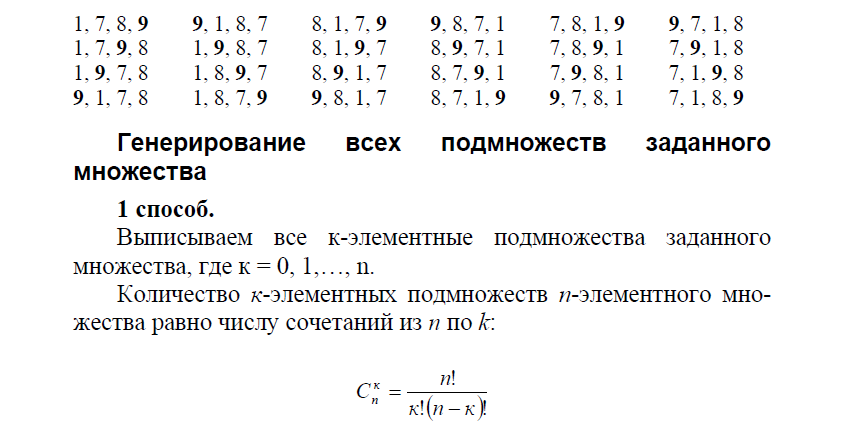 1, 7, 8, 9 9, 1, 8, 7 8, 1, 7, 9 9, 8, 7, 1 7, 8, 1, 9 9, 7, 1, 8
1, 7, 9, 8 1, 9, 8, 7 8, 1, 9, 7 8, 9, 7, 1 7, 8, 9, 1 7, 9, 1, 8
1, 9, 7, 8 1, 8, 9, 7 8, 9, 1, 7 8, 7, 9, 1 7, 9, 8, 1 7, 1, 9, 8
9, 1, 7, 8 1, 8, 7, 9 9, 8, 1, 7 8, 7, 1, 9 9, 7, 8, 1 7, 1, 8, 9
Генерирование всех подмножеств заданного
множества
1 способ.
Выписываем все к-элементные подмножества заданного
множества, где к = 0, 1,…, n.
Количество к-элементных подмножеств n-элементного мно-
жества равно числу сочетаний из n по k:
C_n^к = n! / (к!(n − к)!)